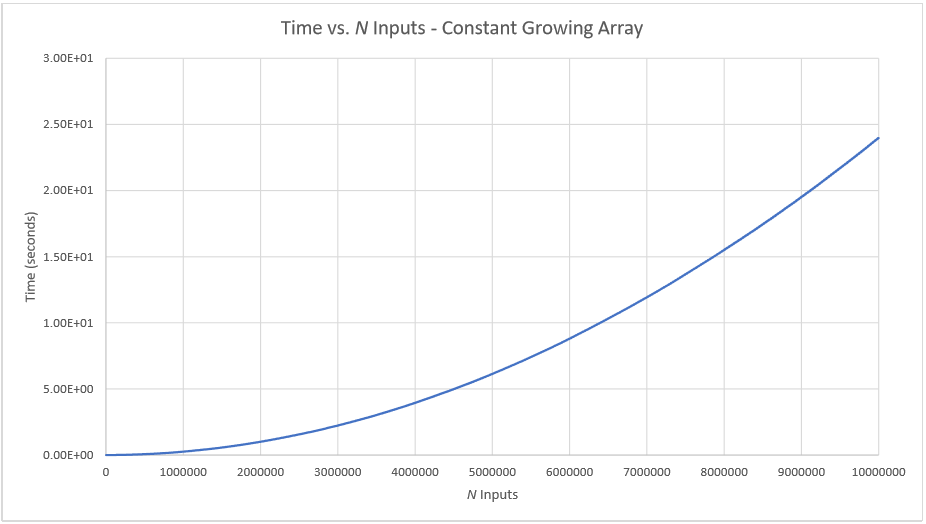 Time vs. N Inputs - Constant Growing Array
3.00E+01
2.50E+01
2.00E+01
1.50E+01
1.00E+01
5.00E+00
0.00E+00
Time (seconds)
0 1000000 2000000 3000000 4000000 5000000 6000000 7000000 8000000 9000000 10000000
N Inputs